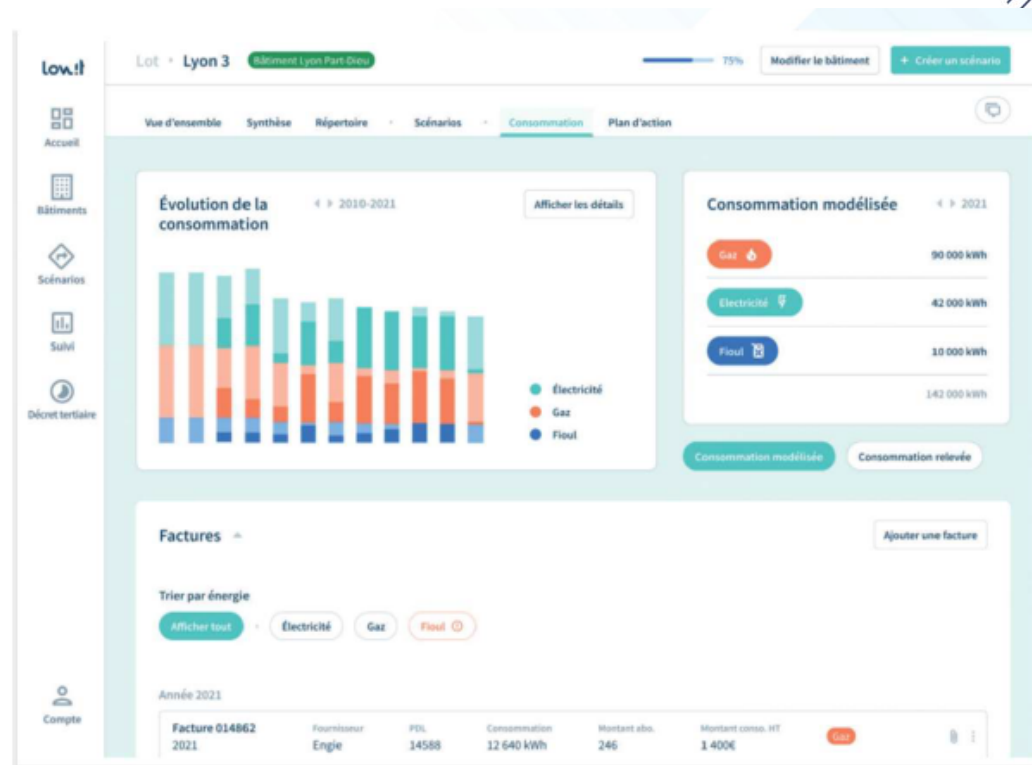 low.!t
Lot Lyon 3 Bâtiment Lyon Part-Dieu 75% Modifier le bâtiment + Créer un scénario
Accueil
Bâtiments
Scénarios
Suivi
Décret tertiaire
Compte
Vue d'ensemble Synthèse Répertoire Scénarios Consommation Plan d'action
Évolution de la
consommation
2010-2021
Afficher les détails
Électricité
Gaz
Fioul
Consommation modélisée 2021
Gaz 90 000 kWh
Electricité 42 000 kWh
Fioul 10 000 kWh
142 000 kWh
Consommation modélisée Consommation relevée
Factures Ajouter une facture
Trier par énergie
Afficher tout Électricité Gaz Fioul
Année 2021
Facture 014862 Fournisseur PDL Consommation Montant abo. Montant conso. HT Gaz
2021 Engie 14588 12 640 kWh 246 1 400€